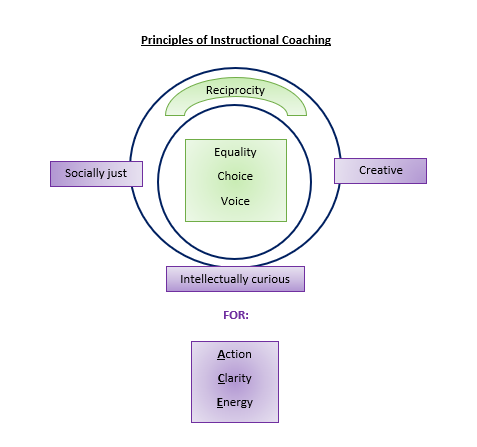 Principles of Instructional Coaching
Reciprocity
Equality
Choice
Voice
Socially just
Creative
Intellectually curious
FOR:
Action
Clarity
Energy